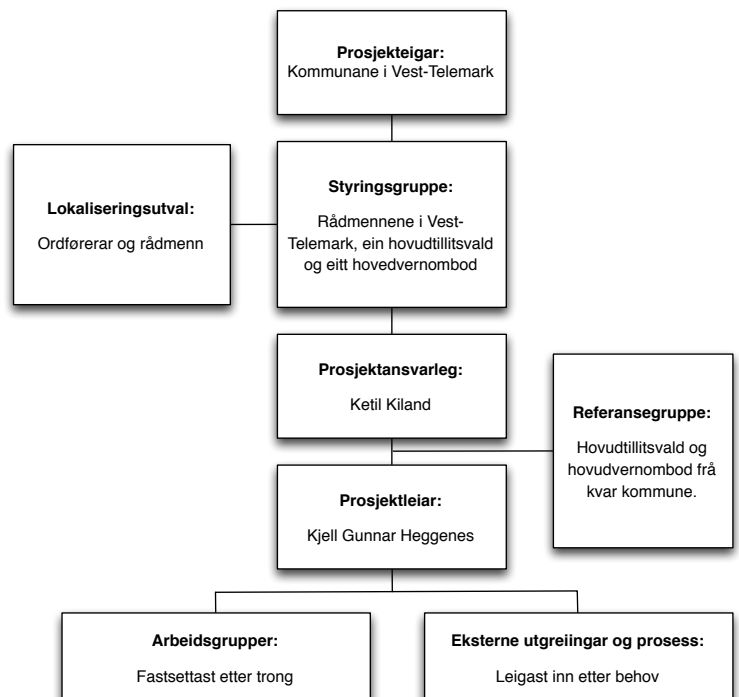 Prosjekteigar:
Kommunane i Vest-Telemark
Styringsgruppe:
Rådmennene i Vest-
Telemark, ein hovudtillitsvald
og eitt hovedvernombod
Lokaliseringsutval:
Ordførerar og rådmenn
Prosjektansvarleg:
Ketil Kiland
Referansegruppe:
Hovudtillitsvald og
hovudvernombod frå
kvar kommune.
Prosjektleiar:
Kjell Gunnar Heggenes
Arbeidsgrupper:
Fastsettast etter trong
Eksterne utgreiingar og prosess:
Leigast inn etter behov